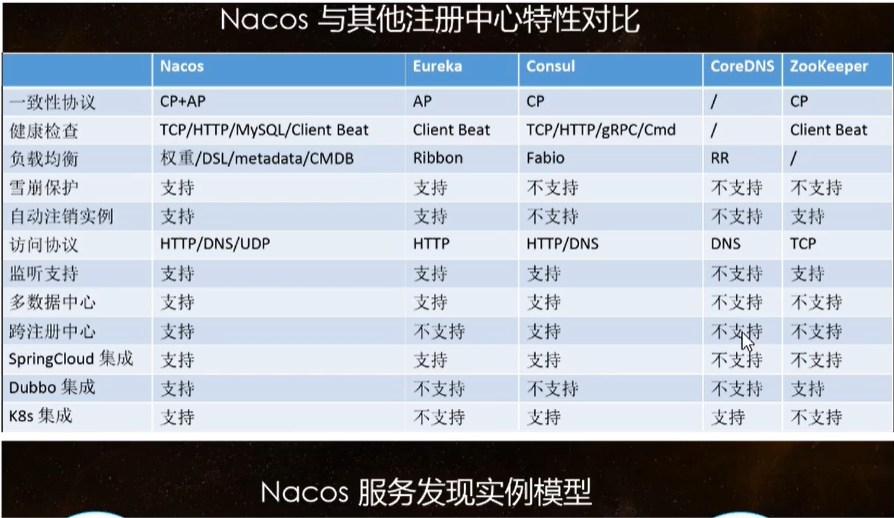 Nacos 与其他注册中心特性对比
Nacos Eureka Consul CoreDNS ZooKeeper
一致性协议 CP+AP AP CP / CP
健康检查 TCP/HTTP/MySQL/Client Beat Client Beat TCP/HTTP/gRPC/Cmd / Client Beat
负载均衡 权重/DSL/metadata/CMDB Ribbon Fabio RR /
雪崩保护 支持 支持 不支持 不支持 不支持
自动注销实例 支持 支持 不支持 不支持 支持
访问协议 HTTP/DNS/UDP HTTP HTTP/DNS DNS TCP
监听支持 支持 支持 支持 不支持 支持
多数据中心 支持 支持 支持 不支持 不支持
跨注册中心 支持 不支持 支持 不支持 不支持
SpringCloud 集成 支持 支持 支持 不支持 不支持
Dubbo 集成 支持 不支持 不支持 不支持 支持
K8s 集成 支持 不支持 支持 支持 不支持
Nacos 服务发现实例模型